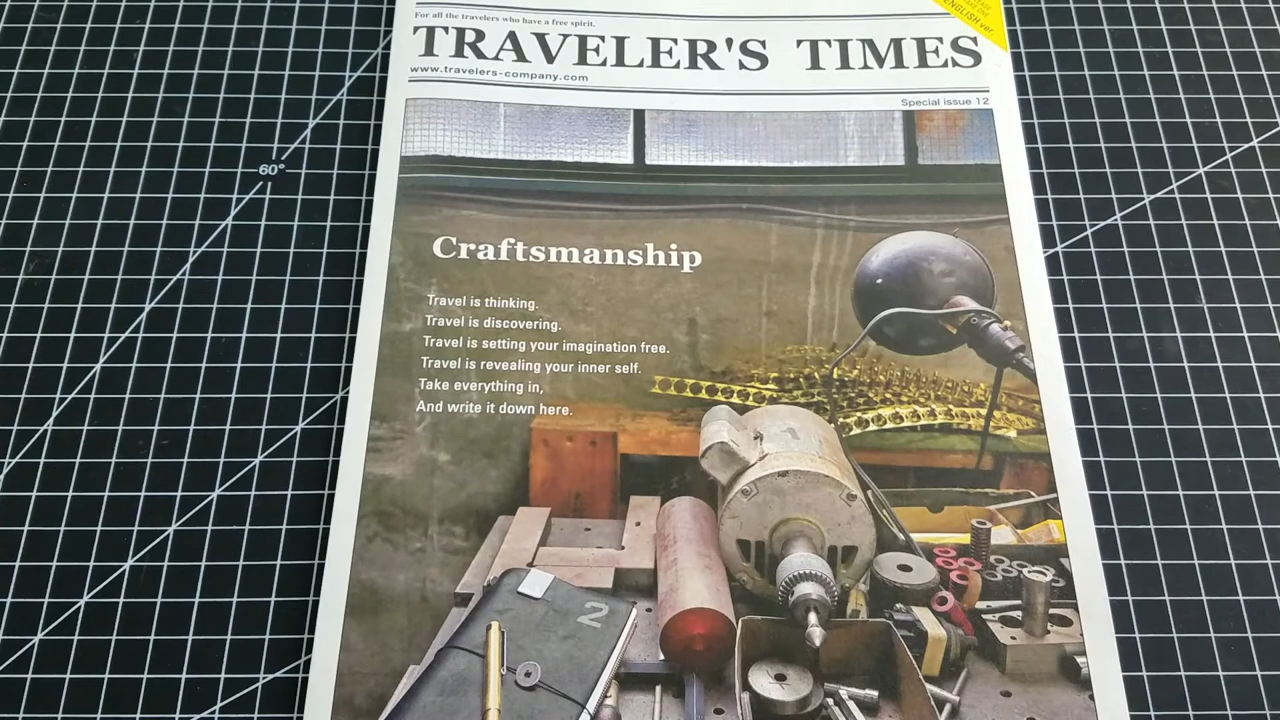 For all the travelers who have a free spirit.
TRAVELER'S TIMES
www.travelers-company.com
ENGLISH ver.
Special issue 12
60°
Craftsmanship
Travel is thinking.
Travel is discovering.
Travel is setting your imagination free.
Travel is revealing your inner self.
Take everything in,
And write it down here.
2